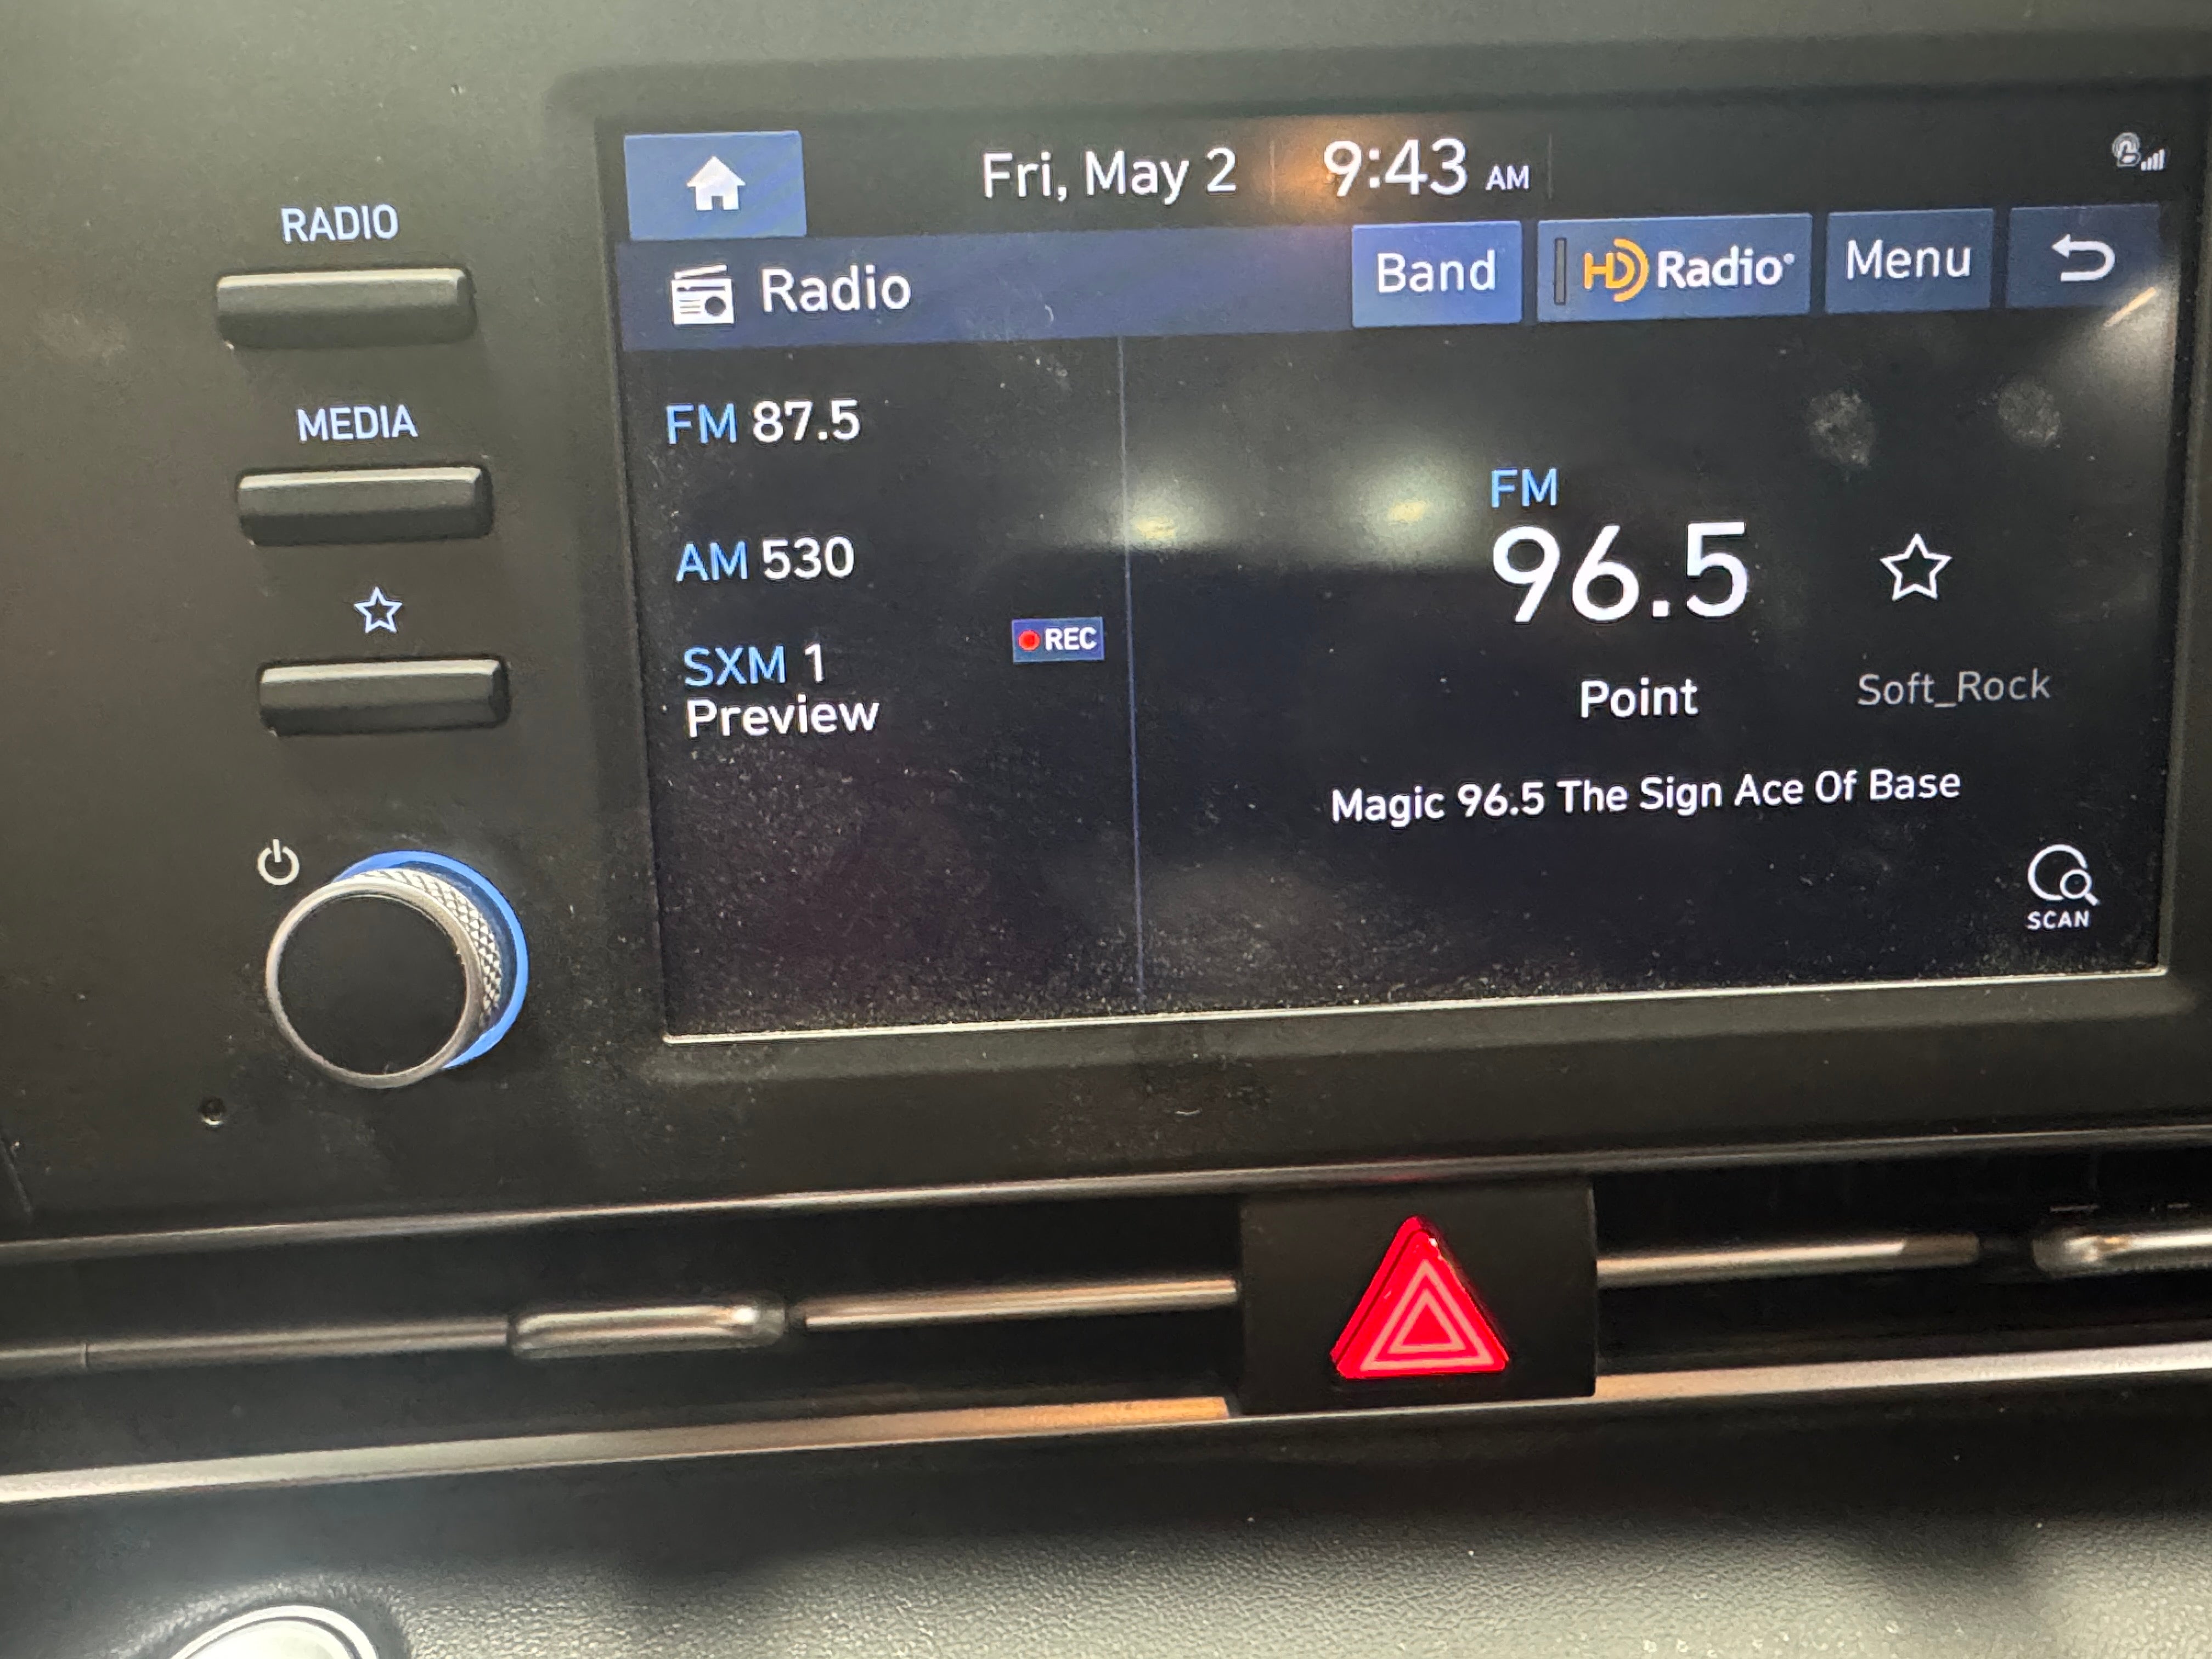 RADIO
MEDIA
Fri, May 2 9:43 AM
Radio
Band
HD Radio®
Menu
FM 87.5
AM 530
SXM 1
Preview
REC
FM
96.5
Point
Soft_Rock
Magic 96.5 The Sign Ace Of Base
SCAN